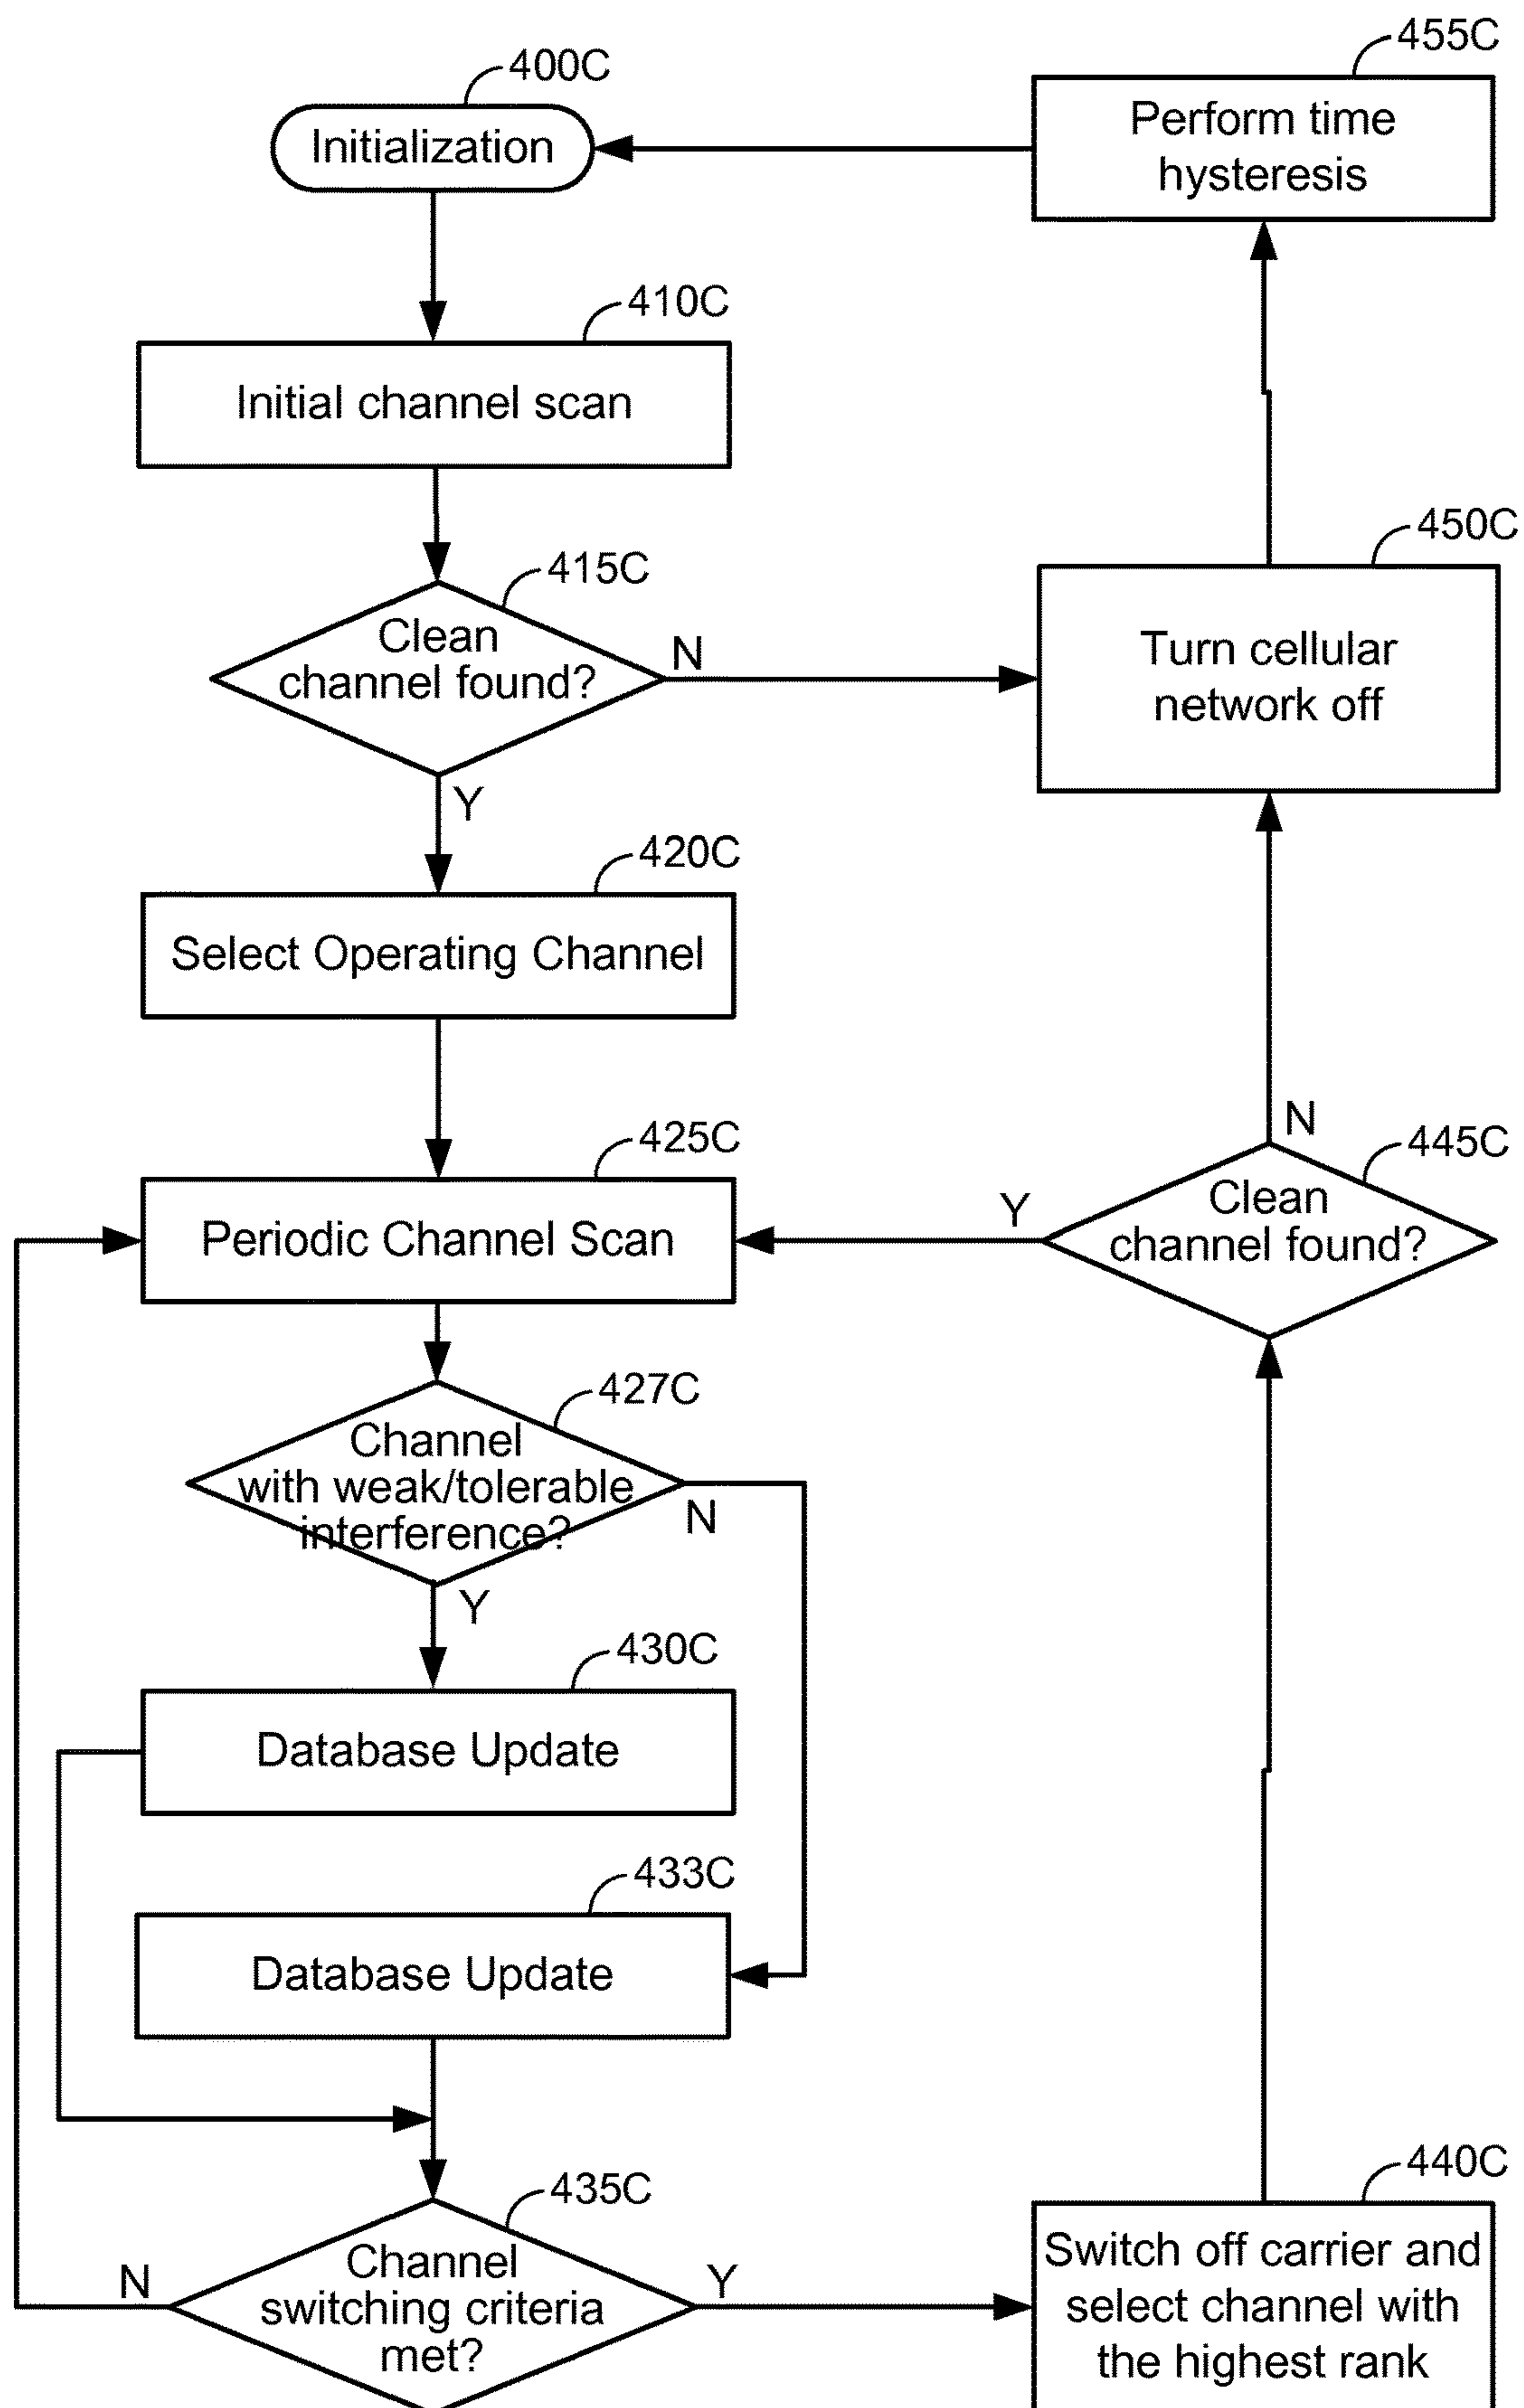 400C
Initialization
455C
Perform time
hysteresis
410C
Initial channel scan
415C
Clean
channel found?
N
Y
450C
Turn cellular
network off
420C
Select Operating Channel
425C
Periodic Channel Scan
445C
Clean
channel found?
N
Y
427C
Channel
with weak/tolerable
interference?
N
Y
430C
Database Update
433C
Database Update
435C
Channel
switching criteria
met?
N
Y
440C
Switch off carrier and
select channel with
the highest rank